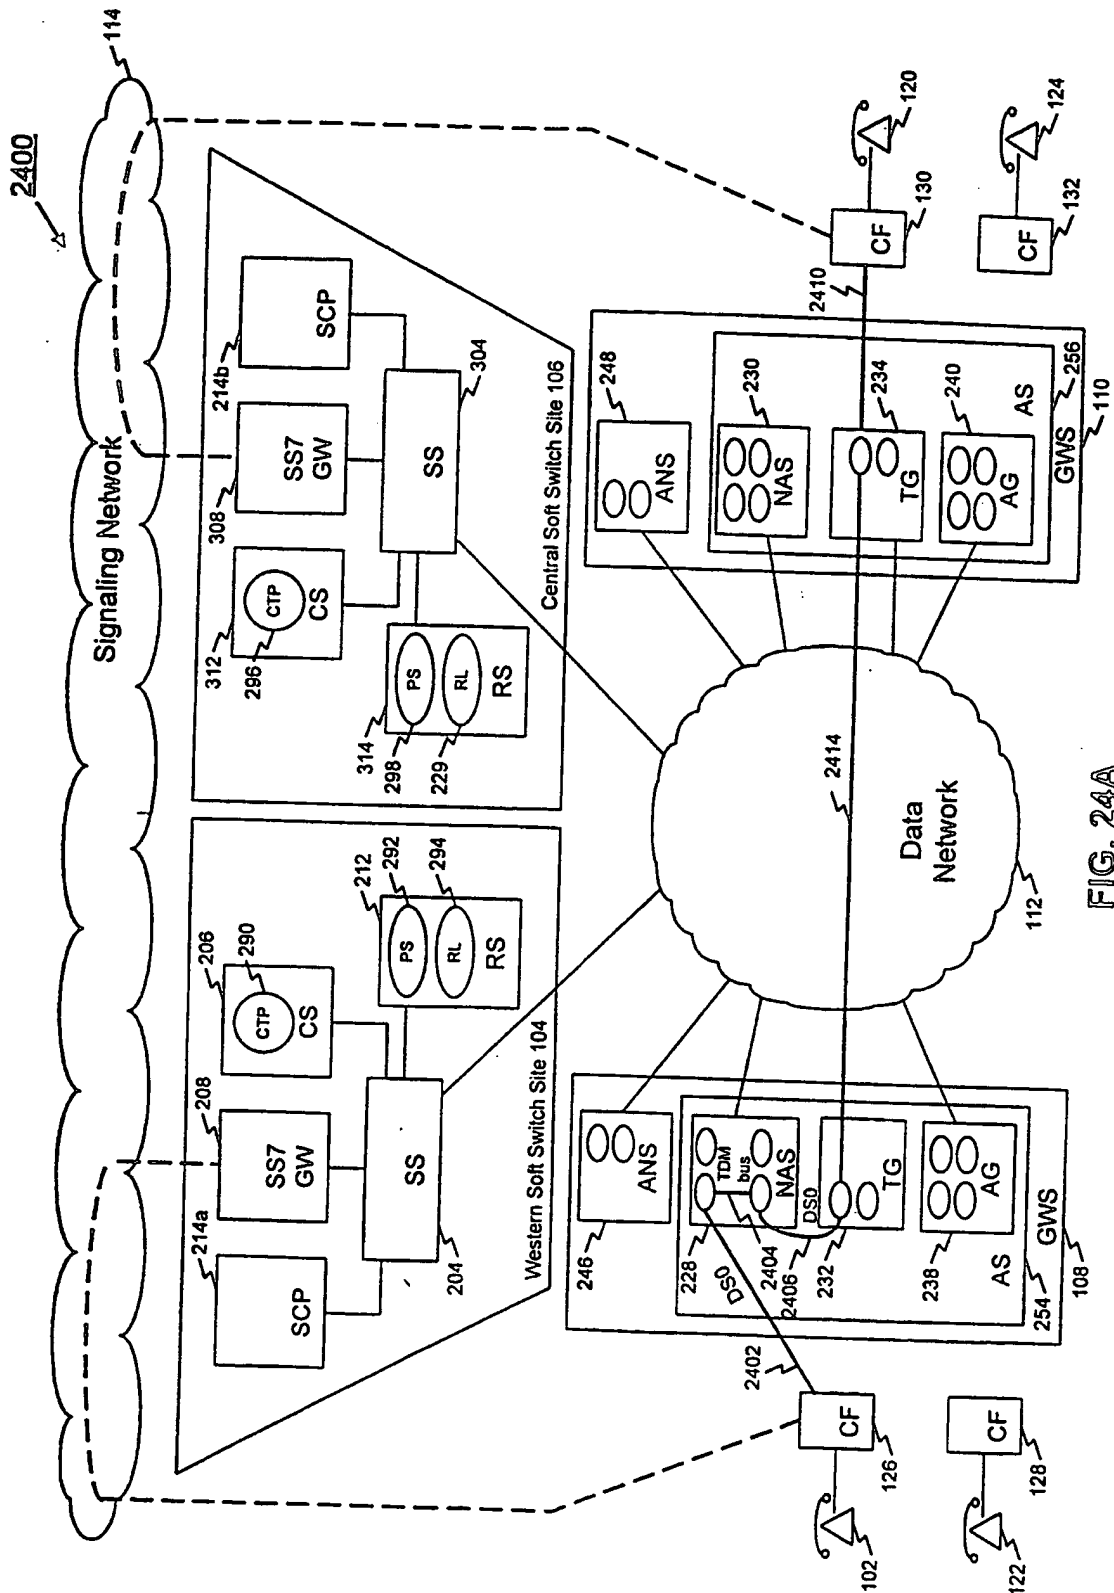 2400
114
Signaling Network
214a
SCP
208
SS7
GW
206
290
CTP
CS
212
292
PS
294
RL
RS
SS
204
Western Soft Switch Site 104
312
296
CTP
CS
308
SS7
GW
214b
SCP
314
298
PS
229
RL
RS
SS
304
Central Soft Switch Site 106
246
ANS
228
TDM
bus
NAS
DS0
2404
DS0
2406
232
TG
238
AG
AS
254
GWS
108
2402
102
CF
126
122
CF
128
Data
Network
112
2414
248
ANS
230
NAS
234
TG
240
AG
AS
256
GWS
110
2410
CF
130
120
CF
132
124
FIG. 24A